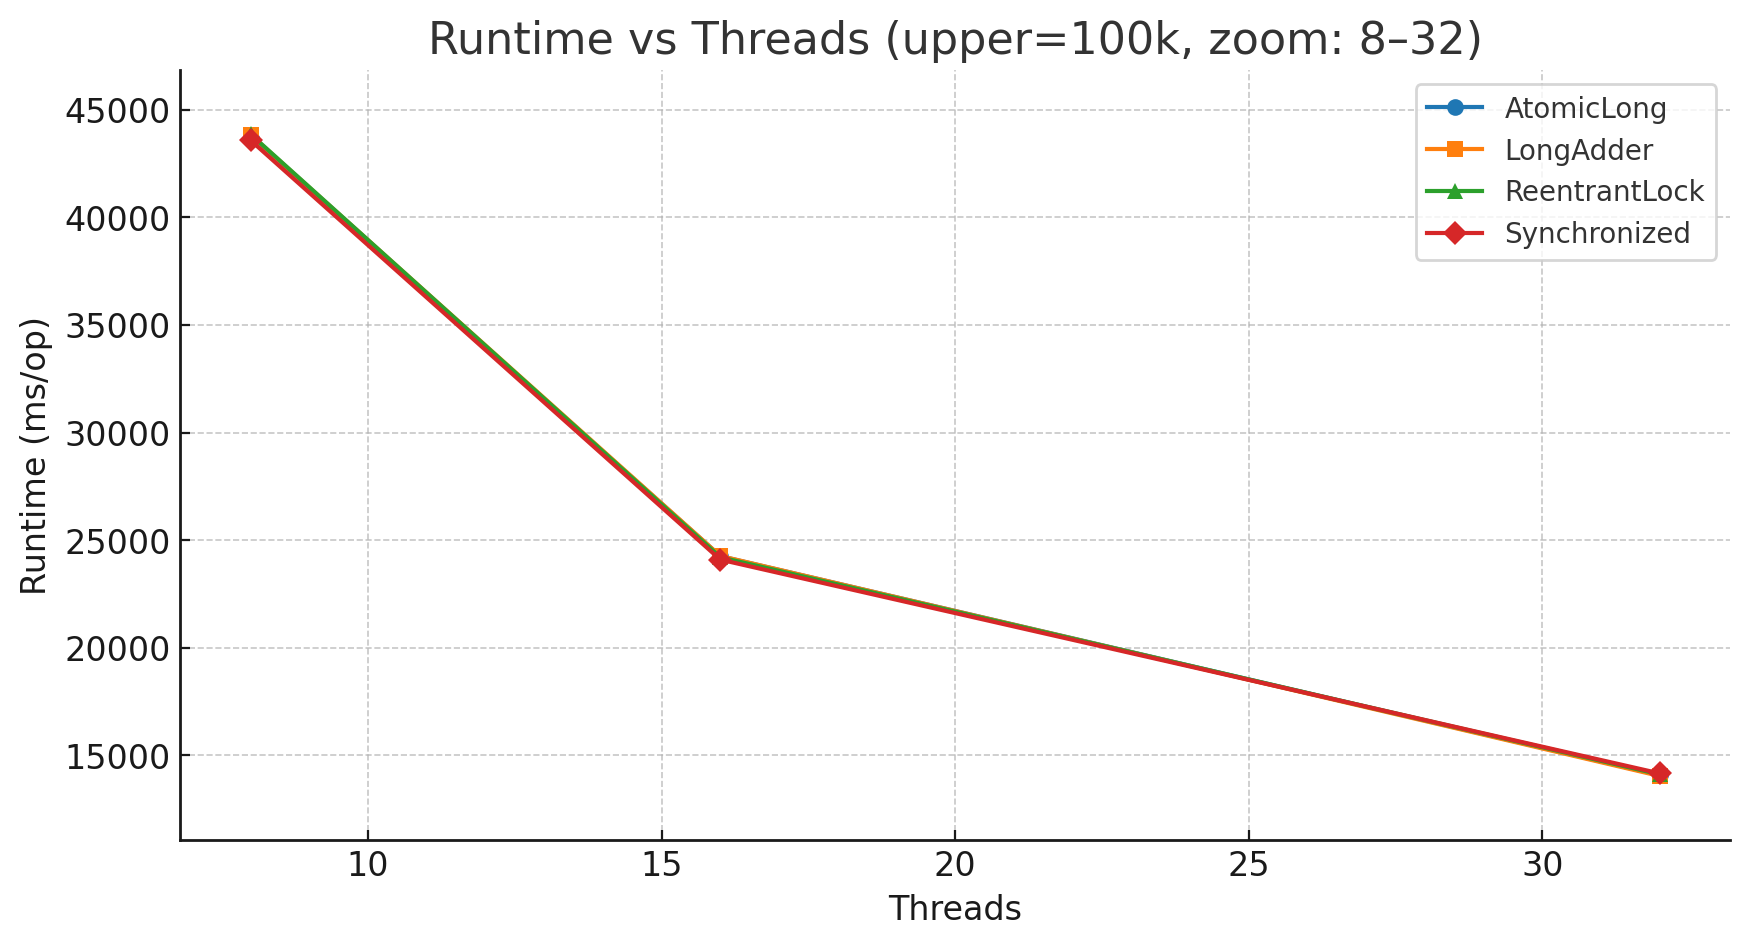 Runtime vs Threads (upper=100k, zoom: 8–32)
AtomicLong
LongAdder
ReentrantLock
Synchronized
Runtime (ms/op)
45000
40000
35000
30000
25000
20000
15000
10 15 20 25 30
Threads